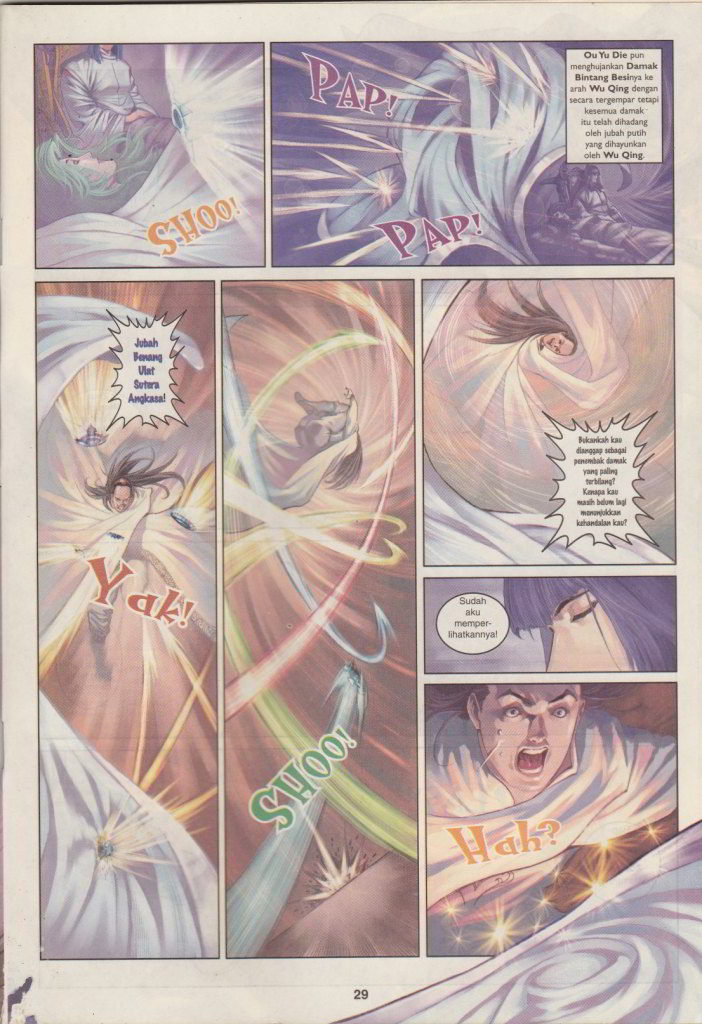 SHOO!
PAP!
Ou Yu Die pun
menghujankan Damak
Bintang Besinya ke
arah Wu Qing dengan
secara tergempar tetapi
kesemua damak
itu telah dihadang
oleh jubah putih
yang dihayunkan
oleh Wu Qing.
PAP!
Jubah
Benang
Ulat
Sutera
Angkasa!
Yak!
SHOO!
Bukankah kau
dianggap sebagai
penembak damak
yang paling
terbilang?
Kenapa kau
masih belum lagi
menunjukkan
kehandalan kau?
Sudah
aku
memper-
lihatkannya!
Hah?
29